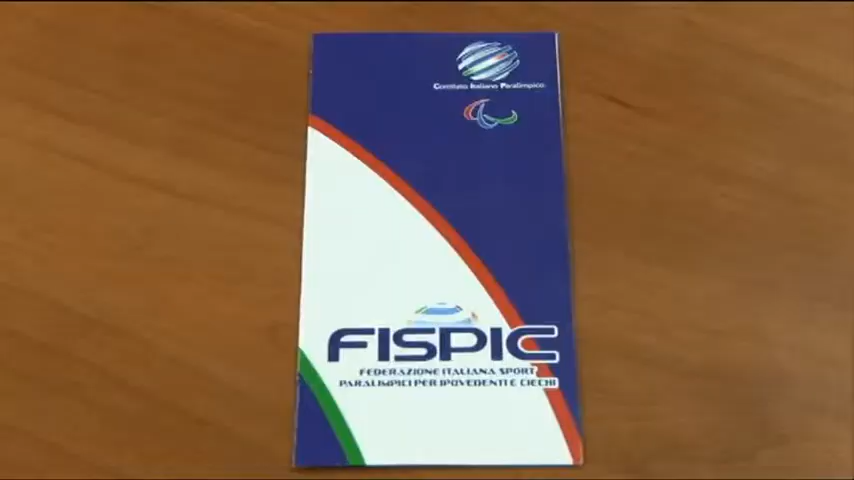 Comitato Italiano Paralimpico
FISPIC
FEDERAZIONE ITALIANA SPORT
PARALIMPICI PER IPOVEDENTI E CIECHI